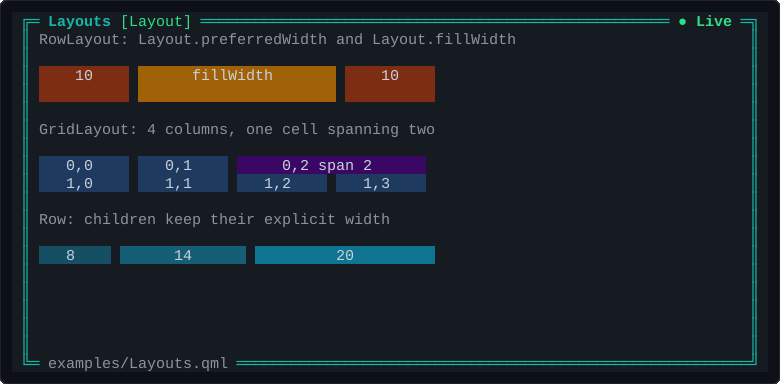 Layouts [Layout] ● Live
RowLayout: Layout.preferredWidth and Layout.fillWidth
10 fillWidth 10
GridLayout: 4 columns, one cell spanning two
0,0 0,1 0,2 span 2
1,0 1,1 1,2 1,3
Row: children keep their explicit width
8 14 20
examples/Layouts.qml